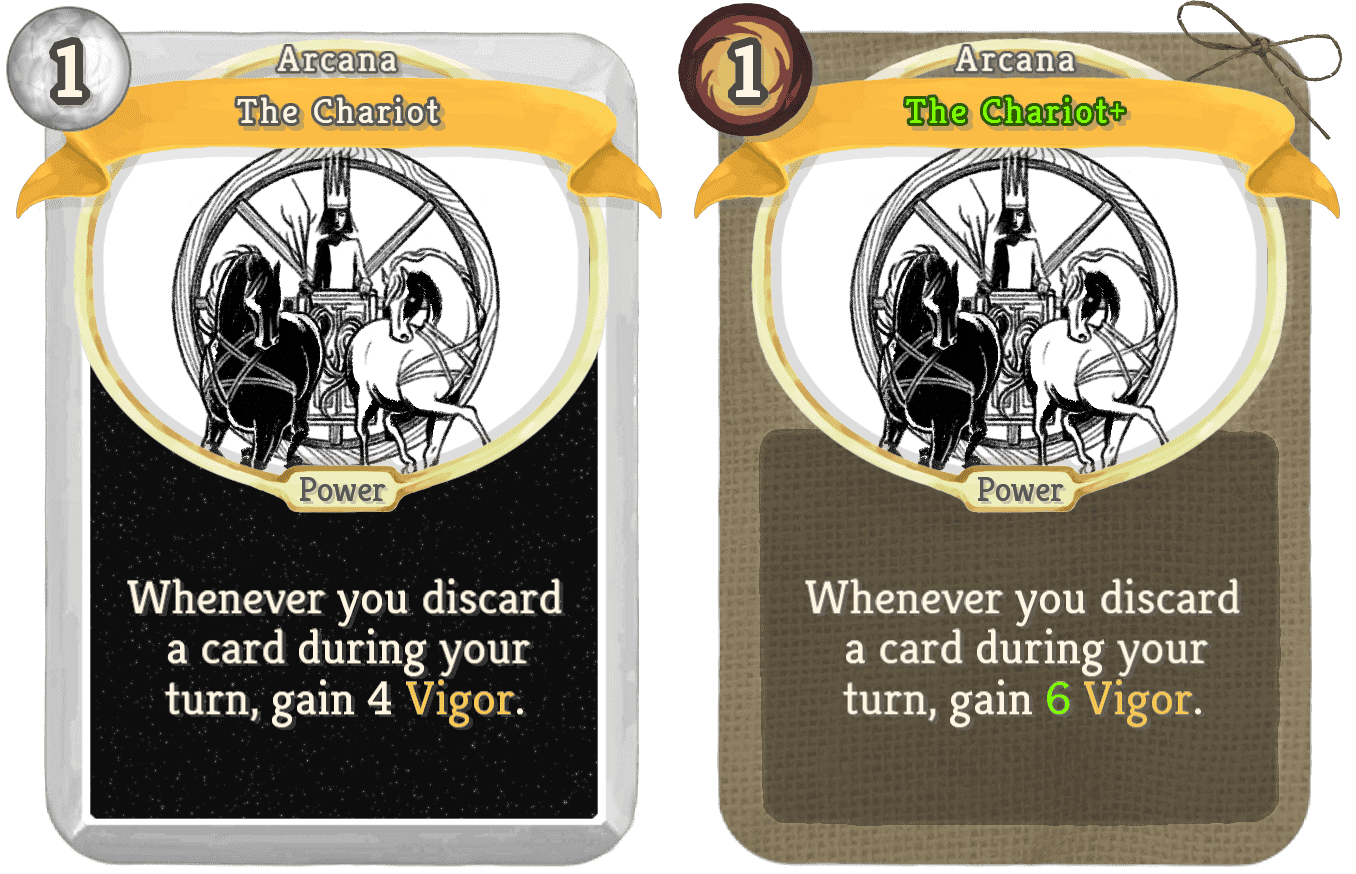 1
Arcana
The Chariot
Power
Whenever you discard
a card during your
turn, gain 4 Vigor.
1
Arcana
The Chariot+
Power
Whenever you discard
a card during your
turn, gain 6 Vigor.